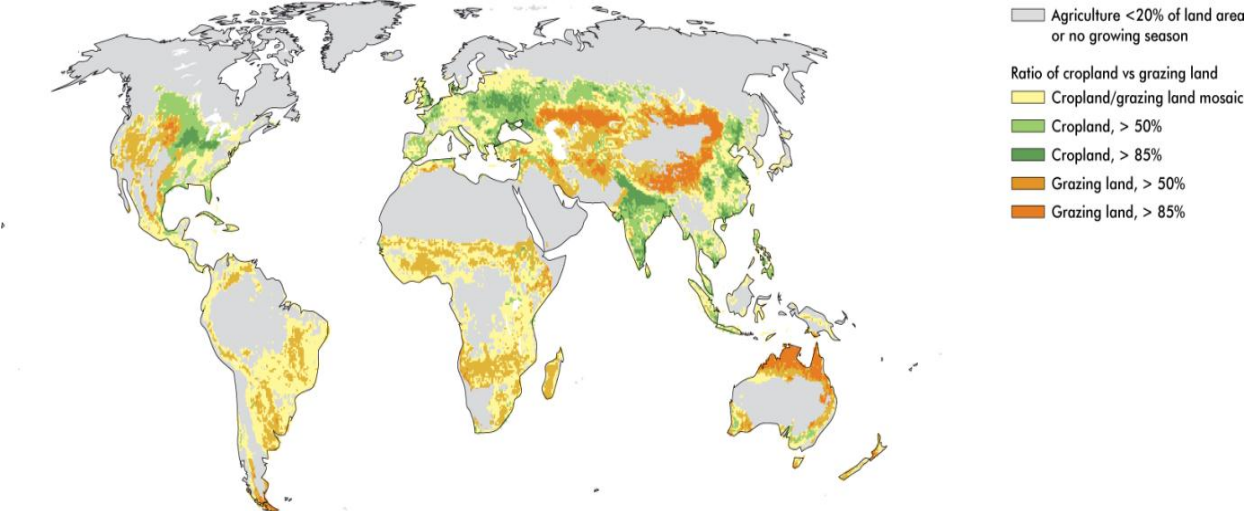 Agriculture <20% of land area
or no growing season
Ratio of cropland vs grazing land
Cropland/grazing land mosaic
Cropland, > 50%
Cropland, > 85%
Grazing land, > 50%
Grazing land, > 85%